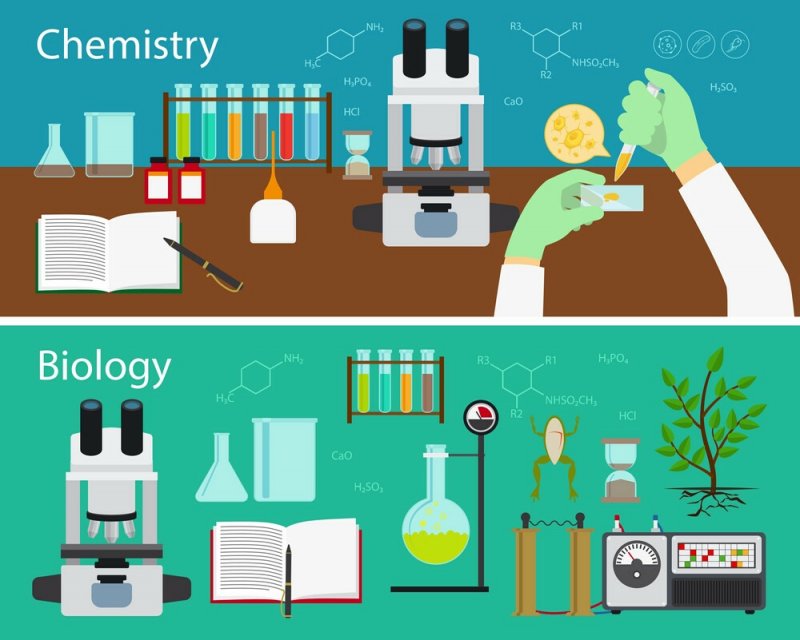 Chemistry
NH₂
H₃C
H₃PO₄
HCl
R3
R1
NHSO₂CH₃
R2
CaO
H₂SO₃
Biology
NH₂
H₃C
CaO
H₂SO₃
R3
R1
NHSO₂CH₃
R2
H₃PO₄
HCl